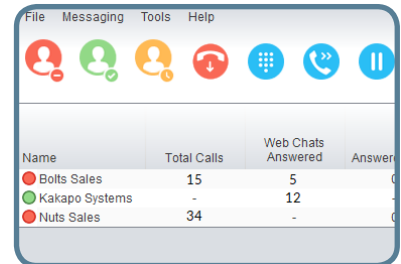 File Messaging Tools Help
Web Chats
Name Total Calls Answered
Bolts Sales 15 5
Kakapo Systems - 12 -
Nuts Sales 34 - 0